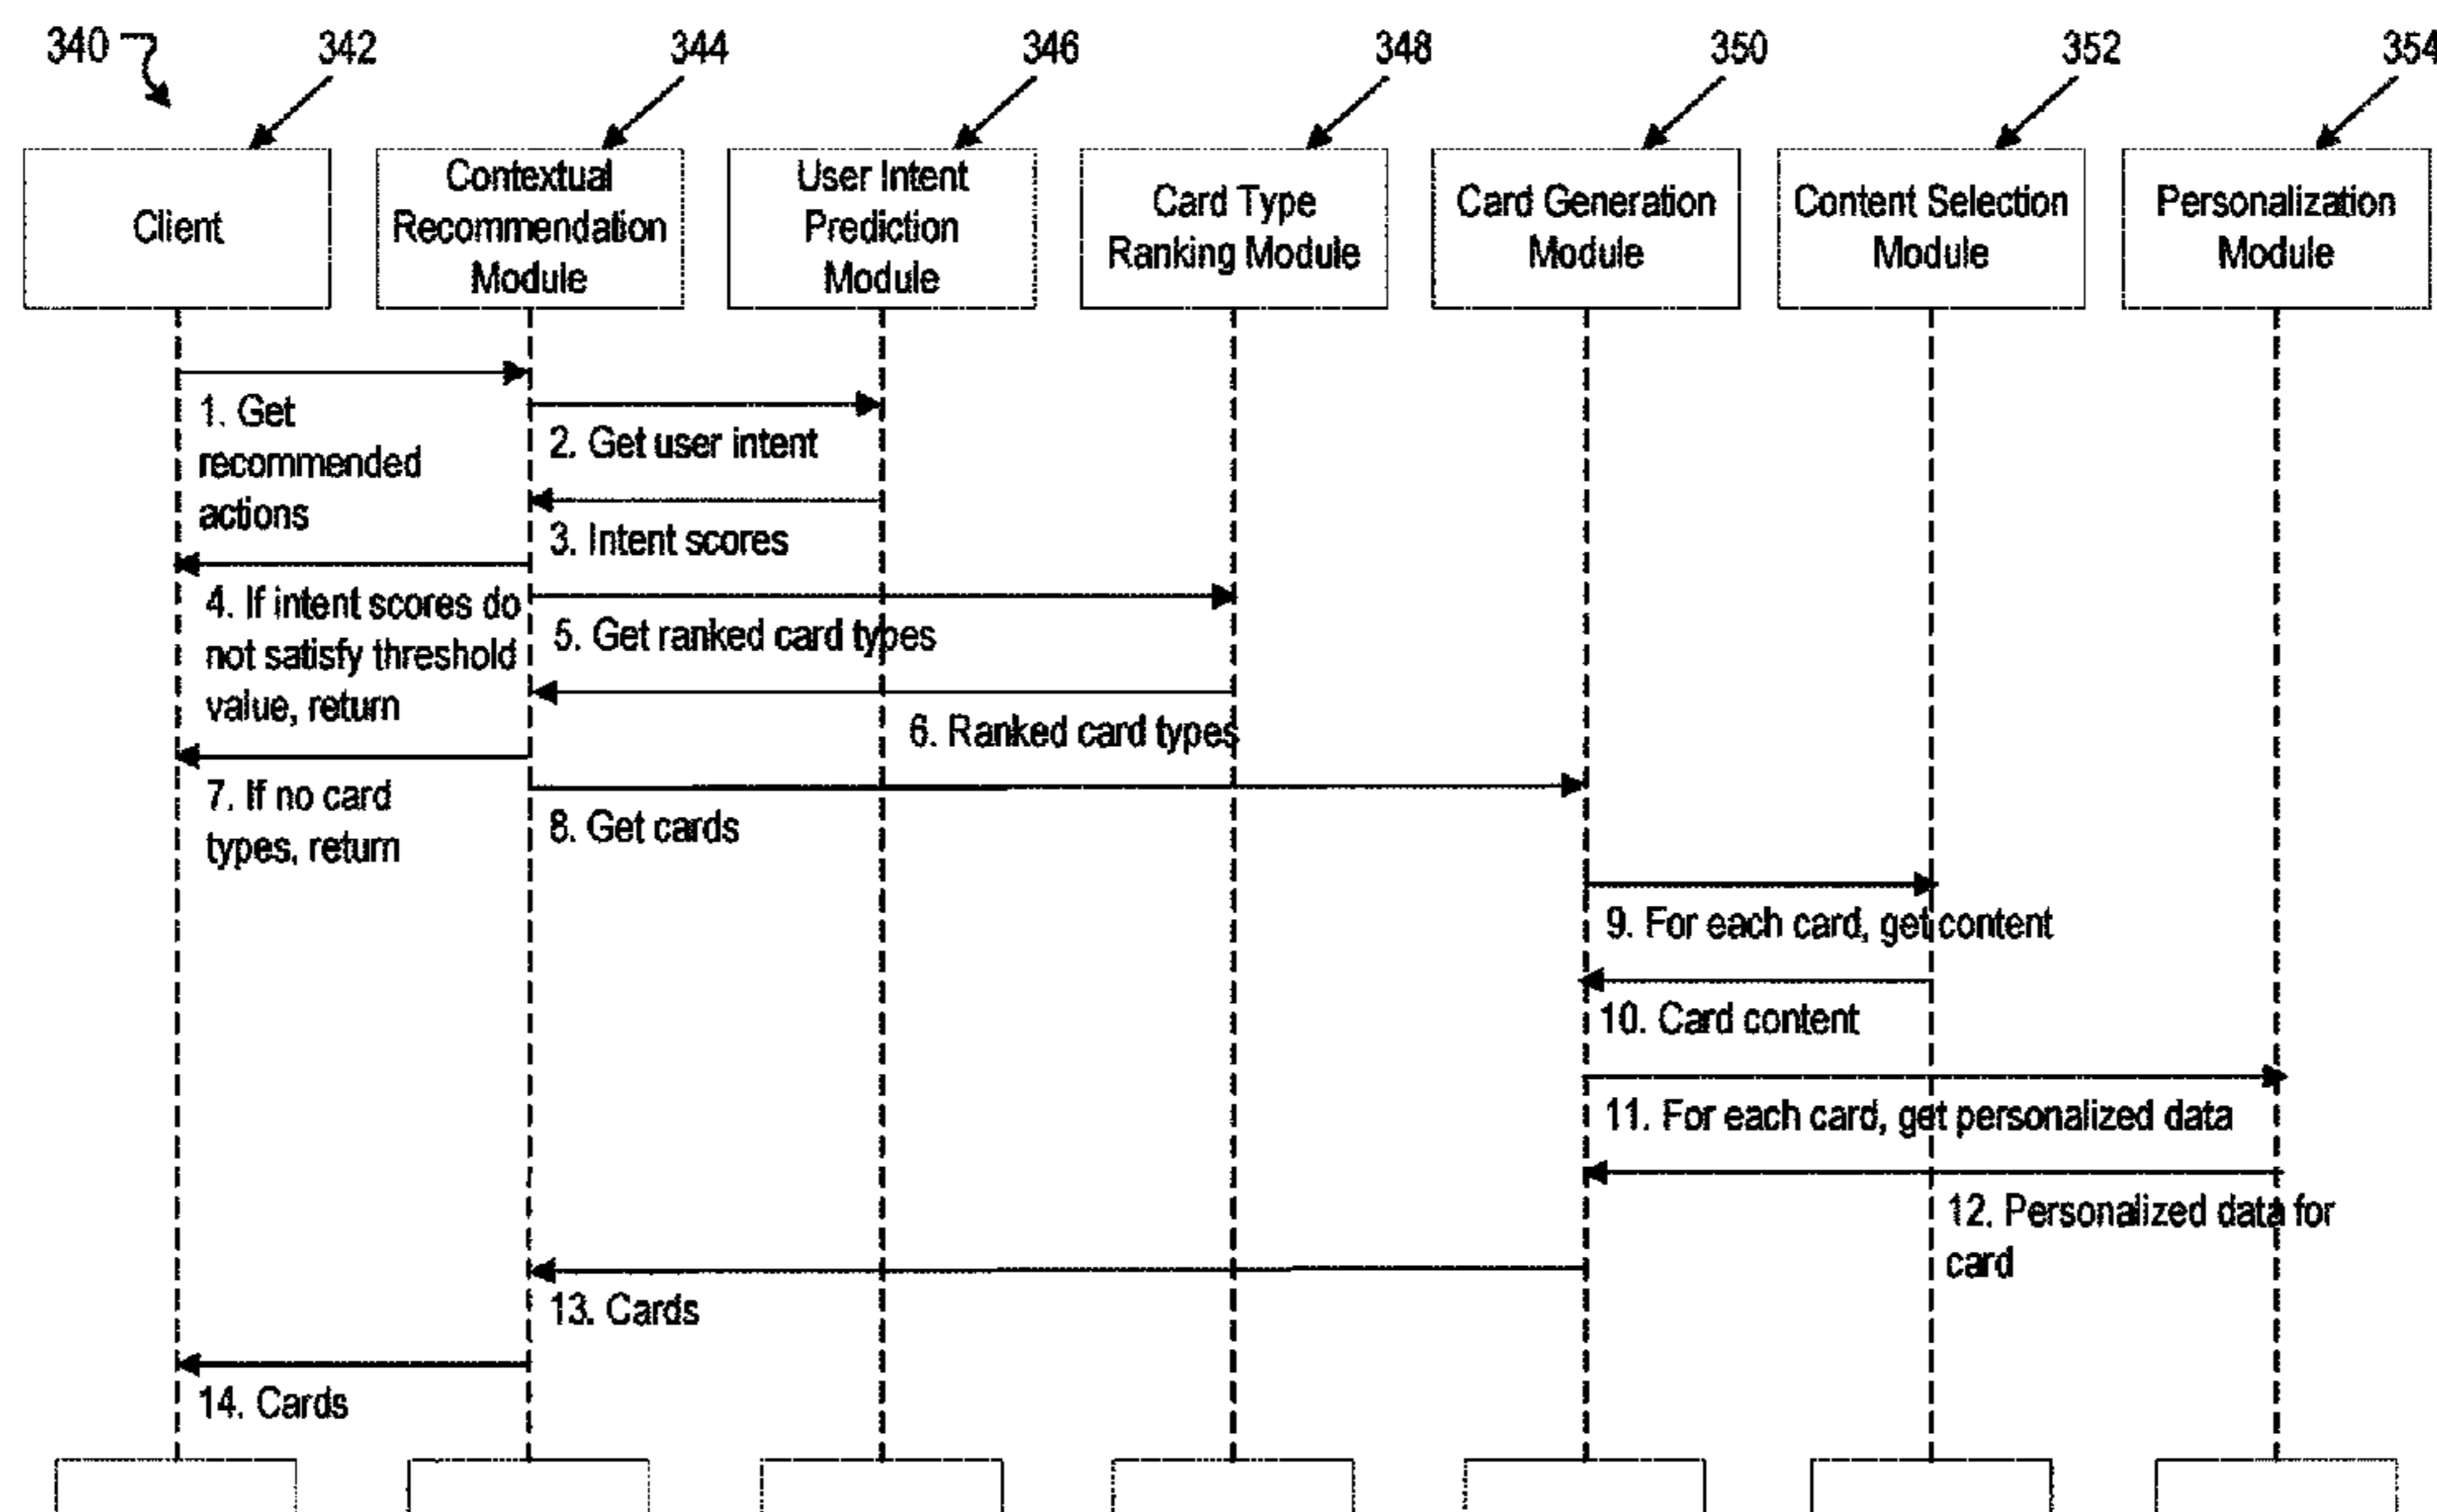 340
342
344
346
348
350
352
354
Client
Contextual
Recommendation
Module
User Intent
Prediction
Module
Card Type
Ranking Module
Card Generation
Module
Content Selection
Module
Personalization
Module
1. Get
recommended
actions
2. Get user intent
3. Intent scores
4. If intent scores do
not satisfy threshold
value, return
5. Get ranked card types
6. Ranked card types
7. If no card
types, return
8. Get cards
9. For each card, get content
10. Card content
11. For each card, get personalized data
12. Personalized data for
card
13. Cards
14. Cards